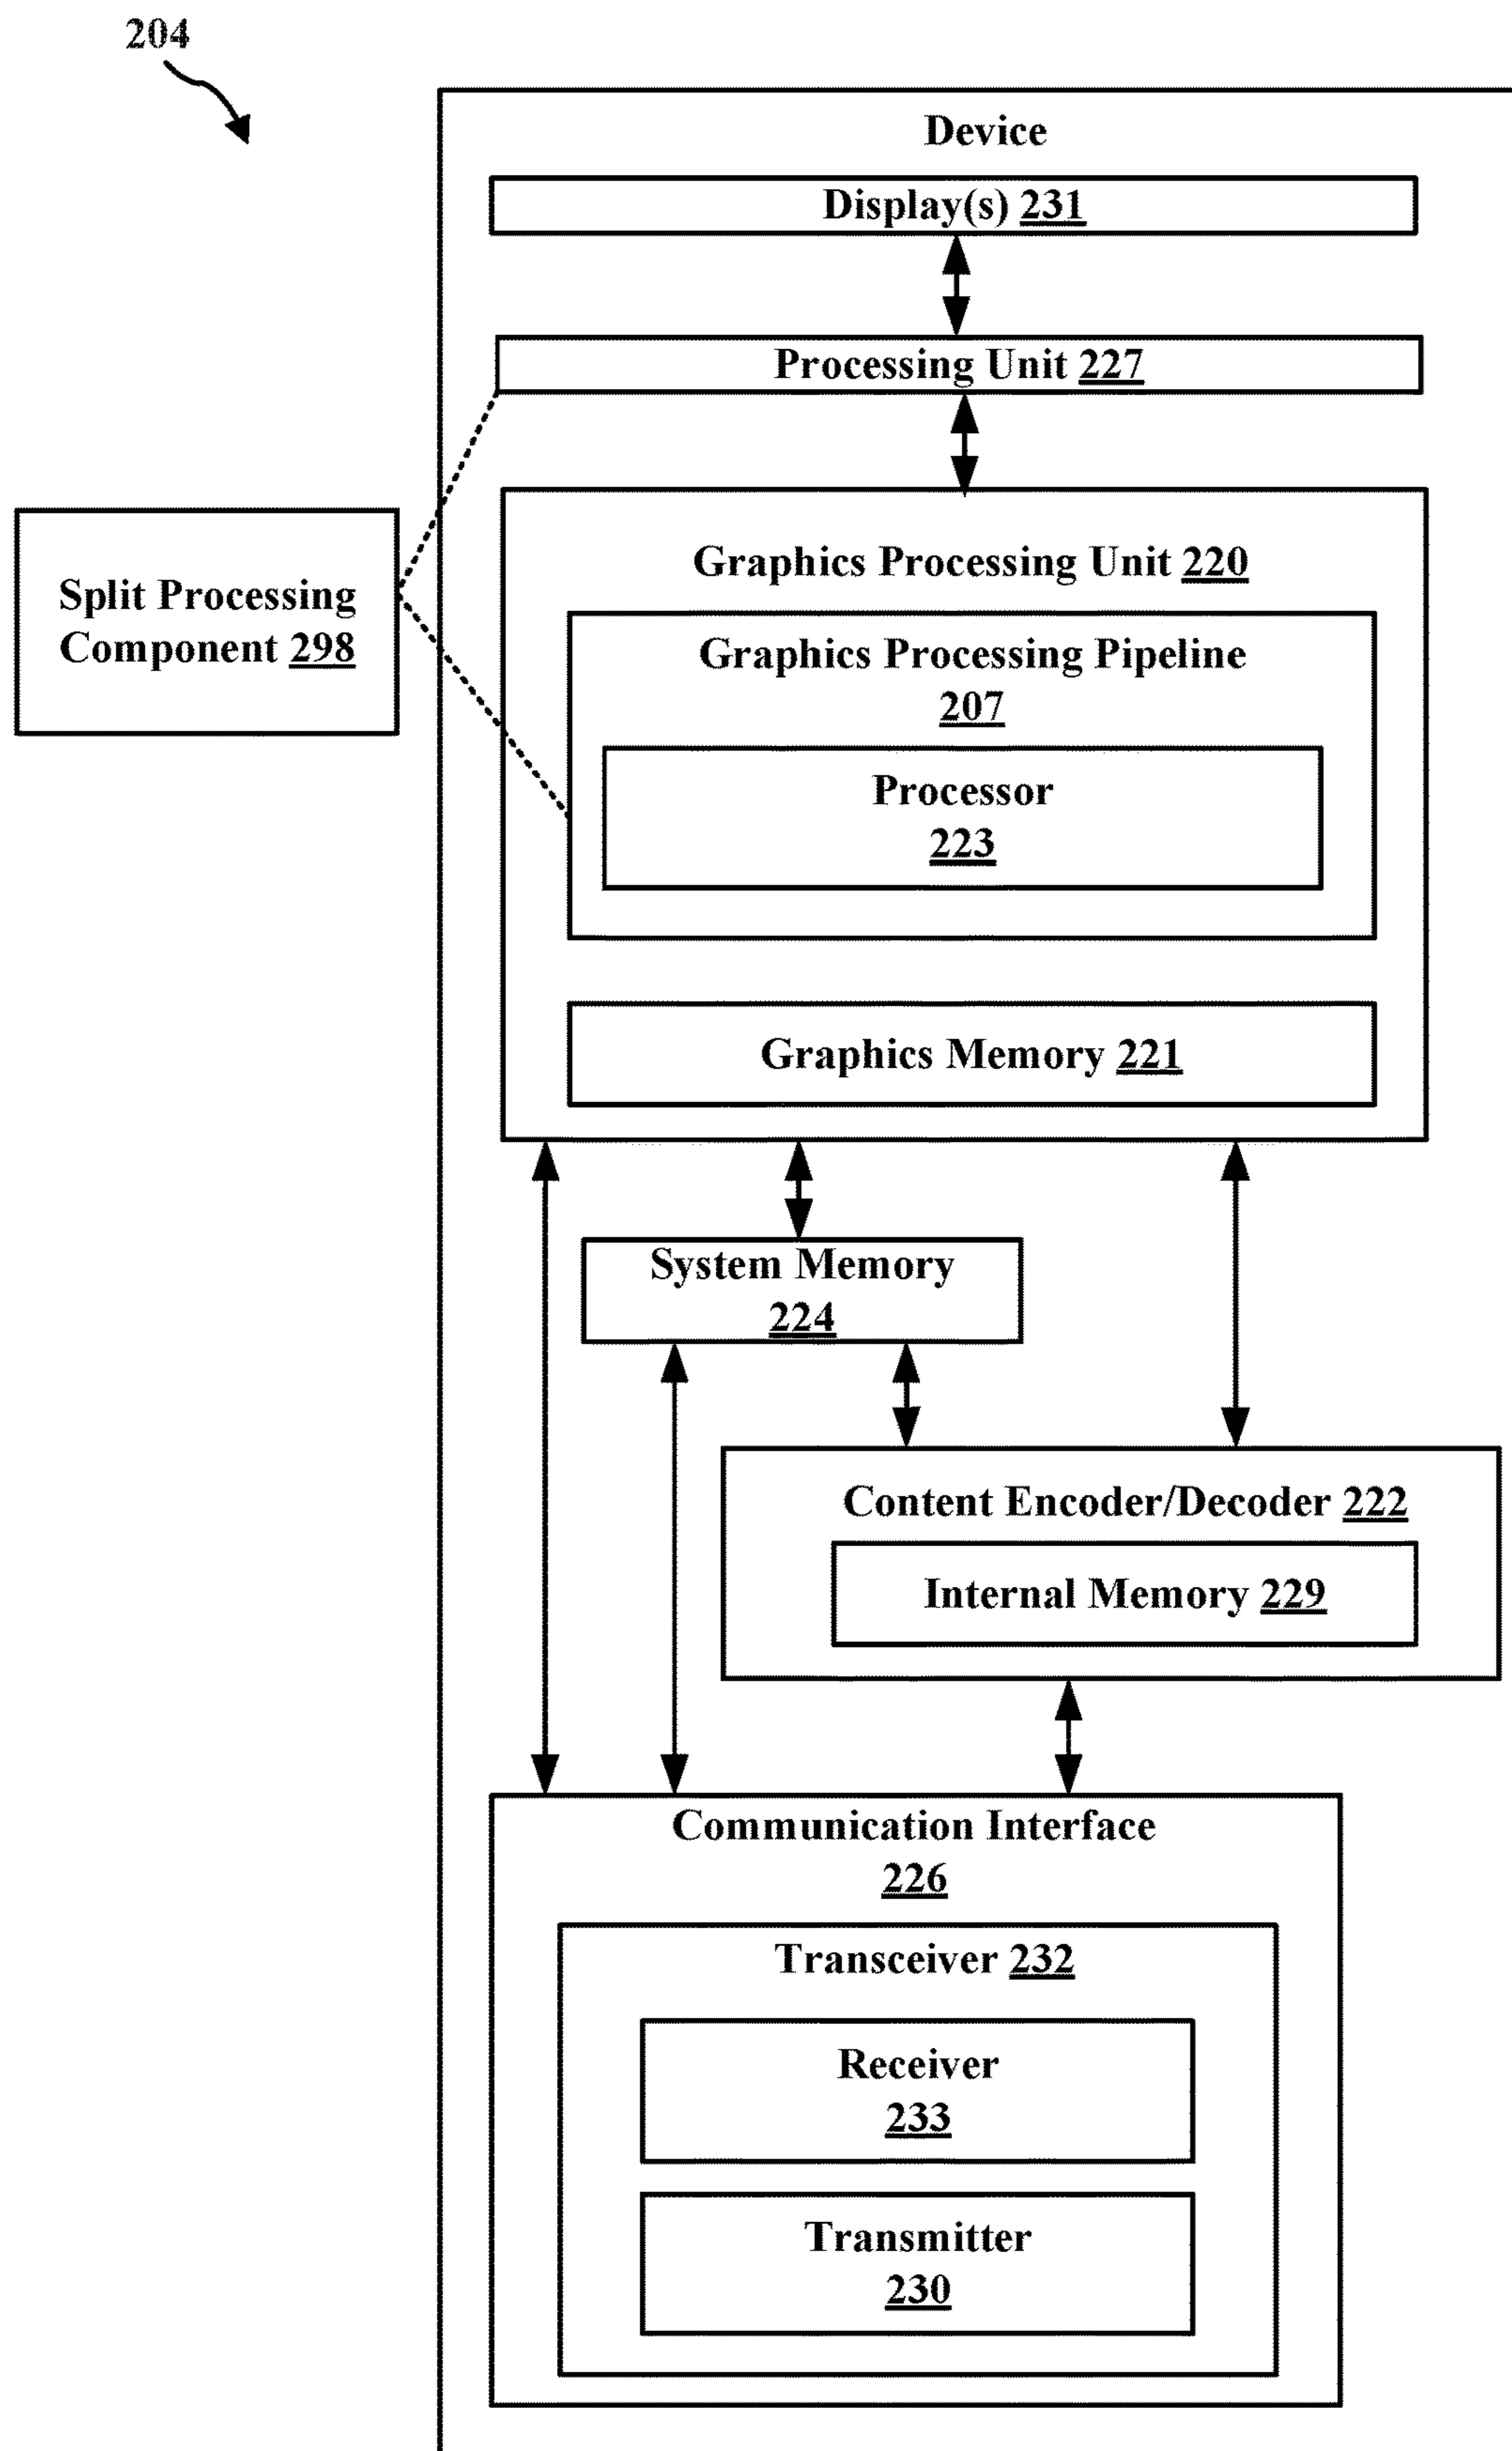 204
Device
Display(s) 231
Processing Unit 227
Split Processing
Component 298
Graphics Processing Unit 220
Graphics Processing Pipeline
207
Processor
223
Graphics Memory 221
System Memory
224
Content Encoder/Decoder 222
Internal Memory 229
Communication Interface
226
Transceiver 232
Receiver
233
Transmitter
230